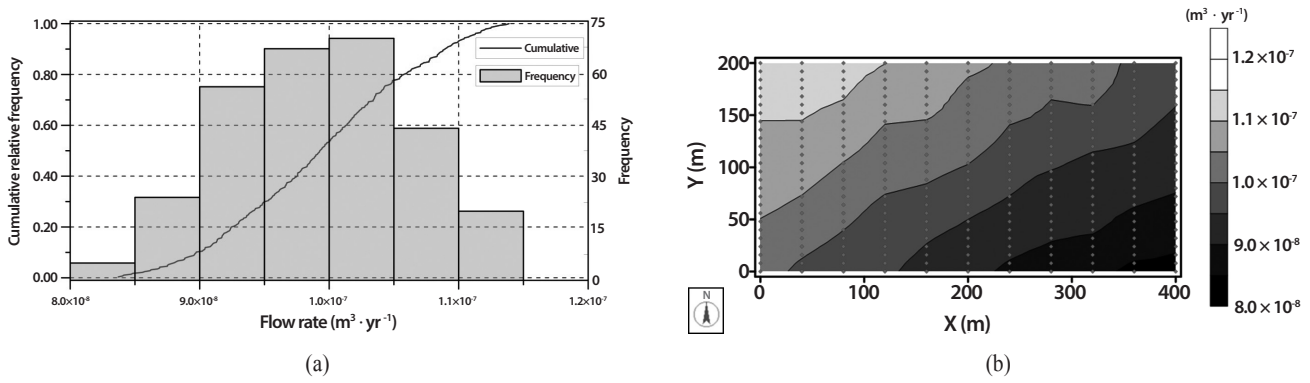 1.00
0.80
0.60
0.40
0.20
0.00
Cumulative relative frequency
75
60
45
30
15
0
Frequency
Cumulative
Frequency
8.0×10⁻⁸
9.0×10⁻⁸
10×10⁻⁷
11×10⁻⁷
1.2×10⁻⁷
Flow rate (m³ · yr⁻¹)
(a)
200
150
100
50
0
Y (m)
0
100
200
300
400
X (m)
N
(m³ · yr⁻¹)
1.2×10⁻⁷
1.1×10⁻⁷
1.0×10⁻⁷
9.0×10⁻⁸
8.0×10⁻⁸
(b)